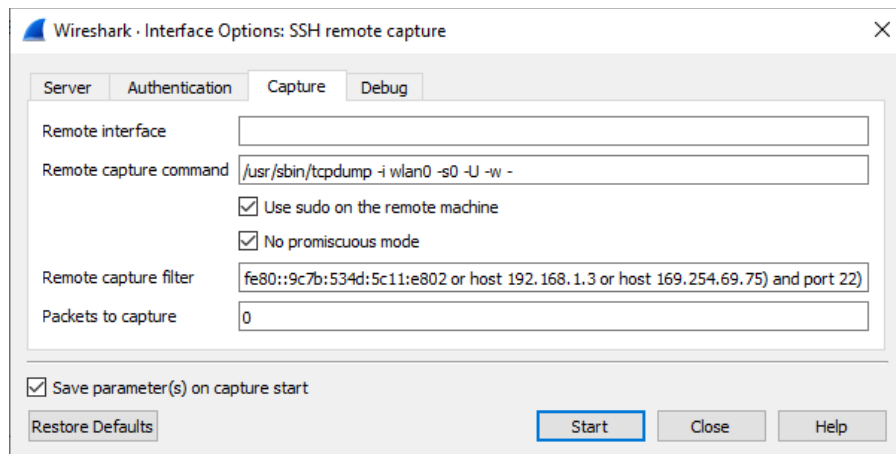 Wireshark · Interface Options: SSH remote capture
Server Authentication Capture Debug
Remote interface
Remote capture command /usr/sbin/tcpdump -i wlan0 -s0 -U -w -
Use sudo on the remote machine
No promiscuous mode
Remote capture filter fe80::9c7b:534d:5c11:e802 or host 192.168.1.3 or host 169.254.69.75) and port 22)
Packets to capture 0
Save parameter(s) on capture start
Restore Defaults Start Close Help